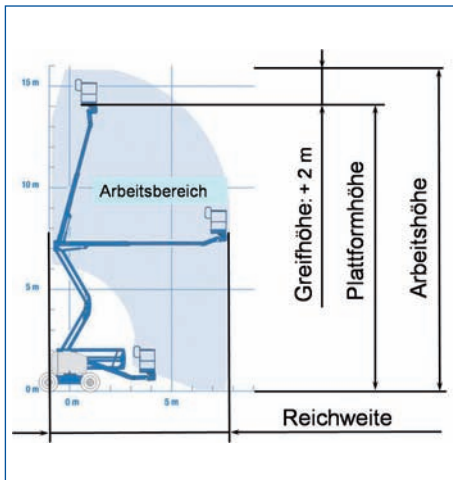 15 m
10 m
5 m
0 m
0 m
5 m
Arbeitsbereich
Greifhöhe: + 2 m
Plattformhöhe
Arbeitshöhe
Reichweite